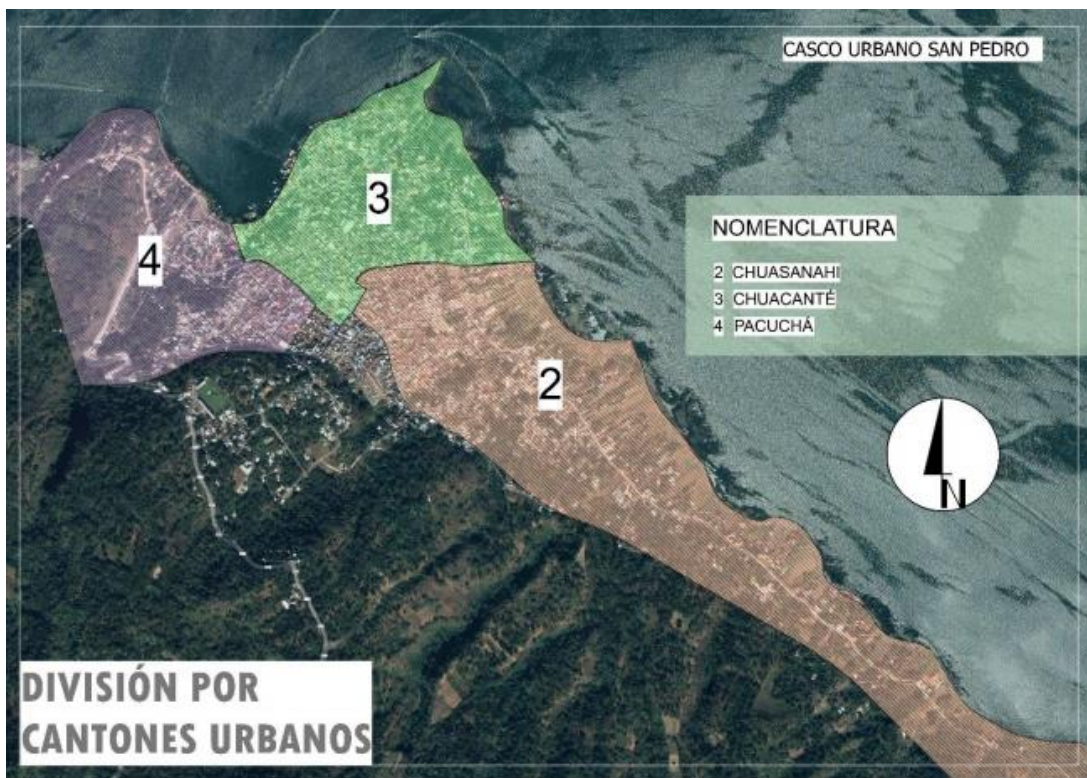 CASCO URBANO SAN PEDRO
3
4
NOMENCLATURA
2 CHUASANAHI
3 CHUACANTÉ
4 PACUCHÁ
2
N
DIVISIÓN POR
CANTONES URBANOS